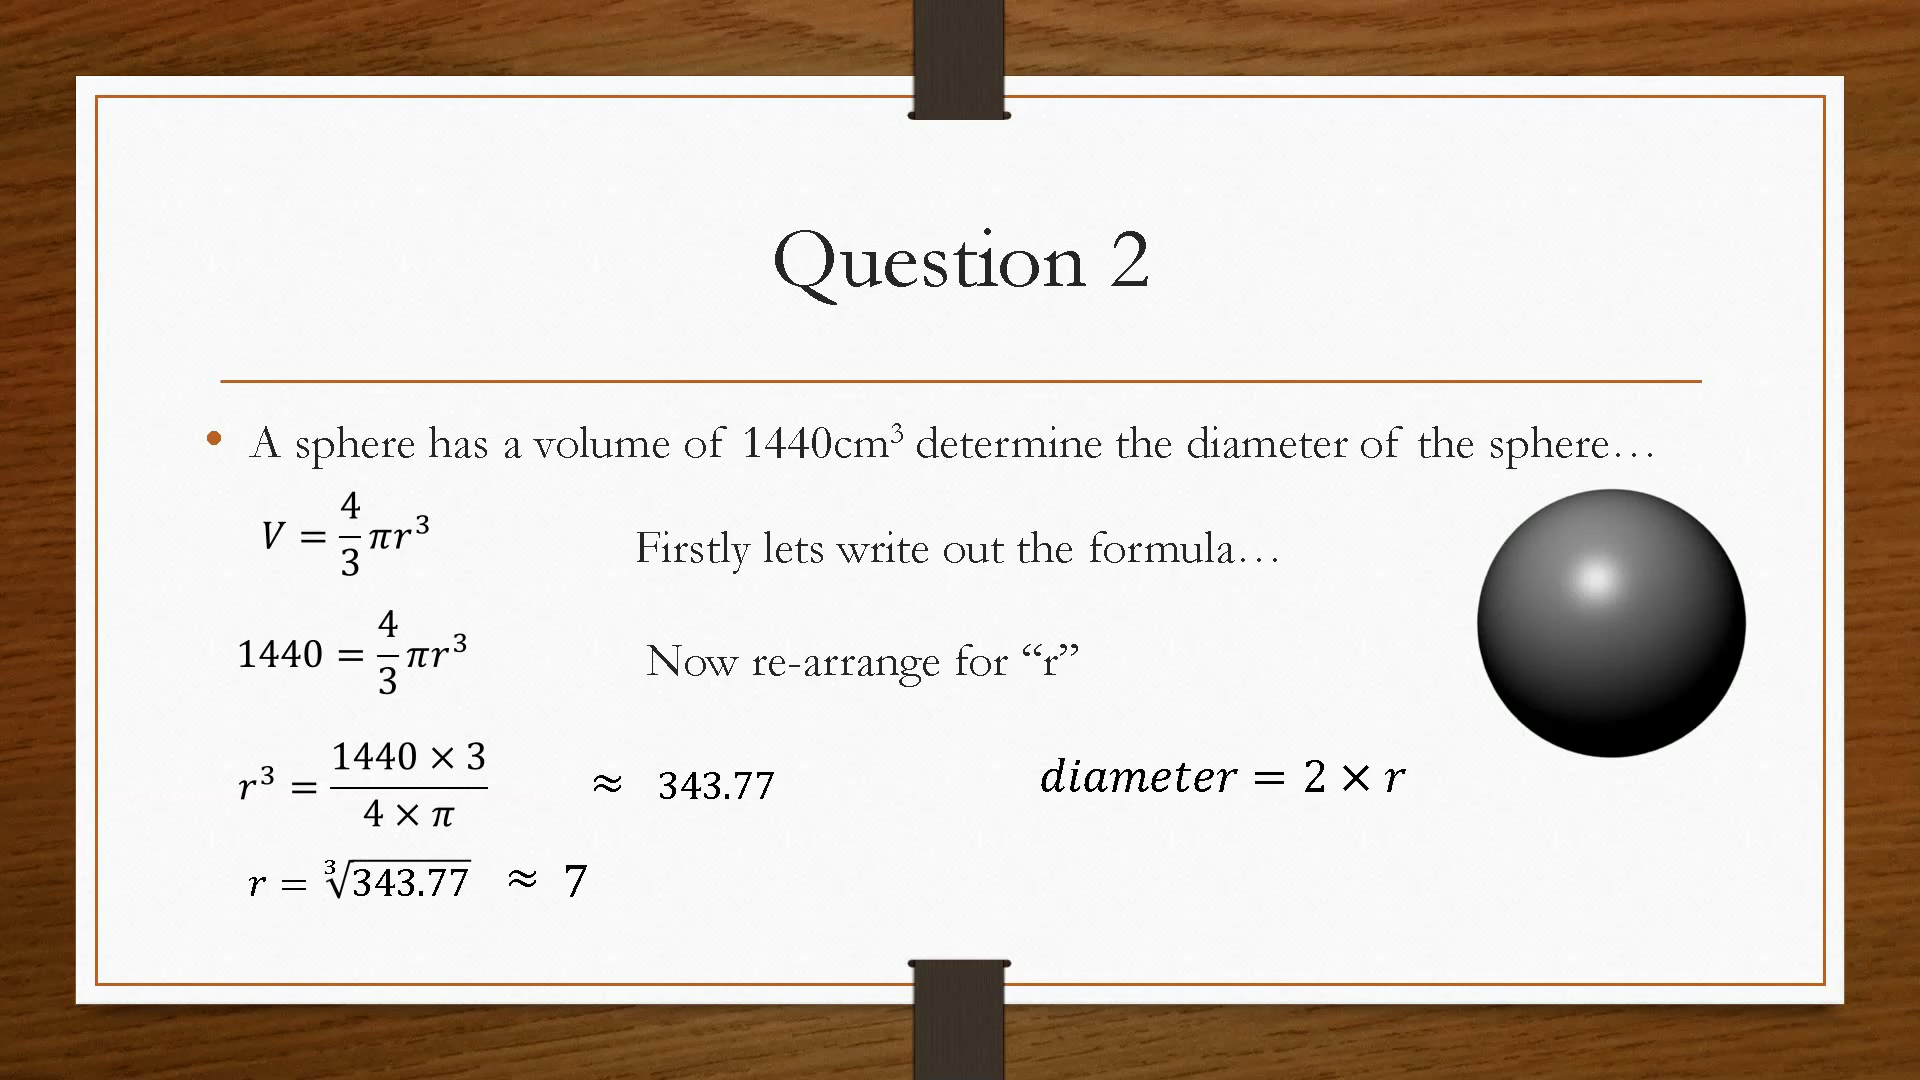 Question 2
• A sphere has a volume of 1440cm³ determine the diameter of the sphere…
V = 4/3 πr³
Firstly lets write out the formula…
1440 = 4/3 πr³
Now re-arrange for “r”
r³ = (1440 × 3)/(4 × π) ≈ 343.77
diameter = 2 × r
r = ∛343.77 ≈ 7